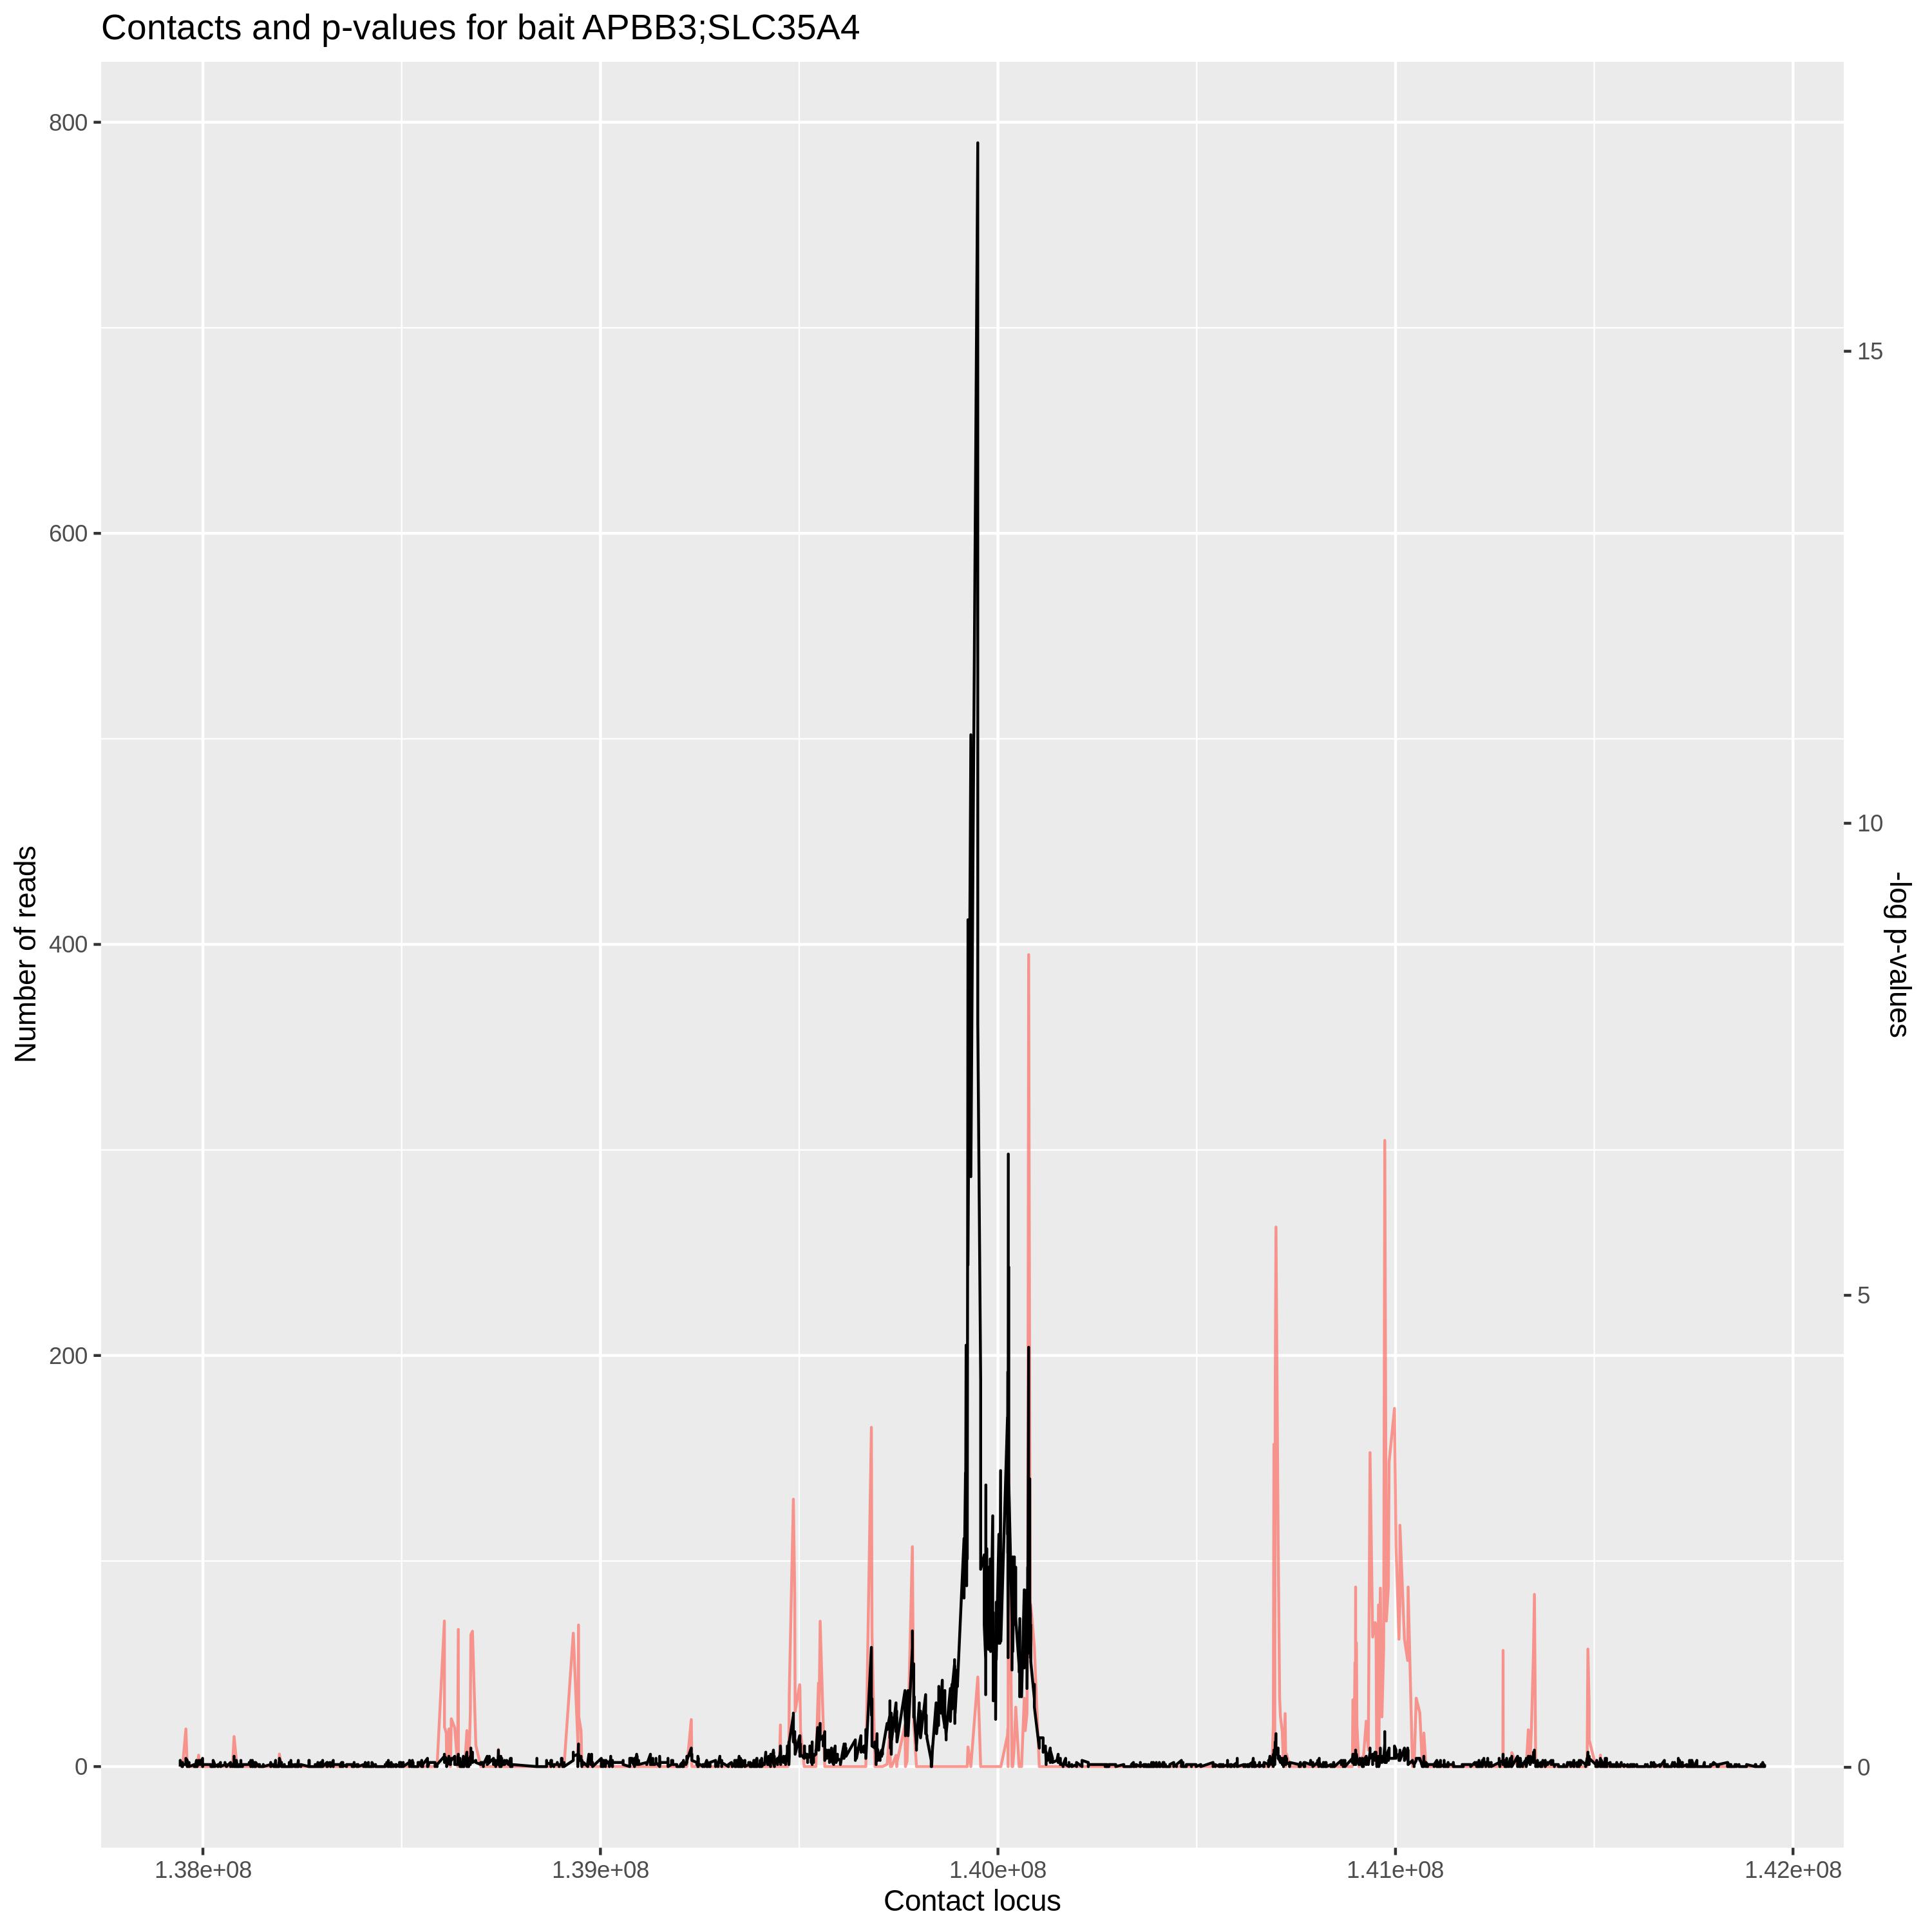 Contacts and p-values for bait APBB3;SLC35A4
800
600
400
200
0
Number of reads
15
10
5
0
-log p-values
1.38e+08 1.39e+08 1.40e+08 1.41e+08 1.42e+08
Contact locus